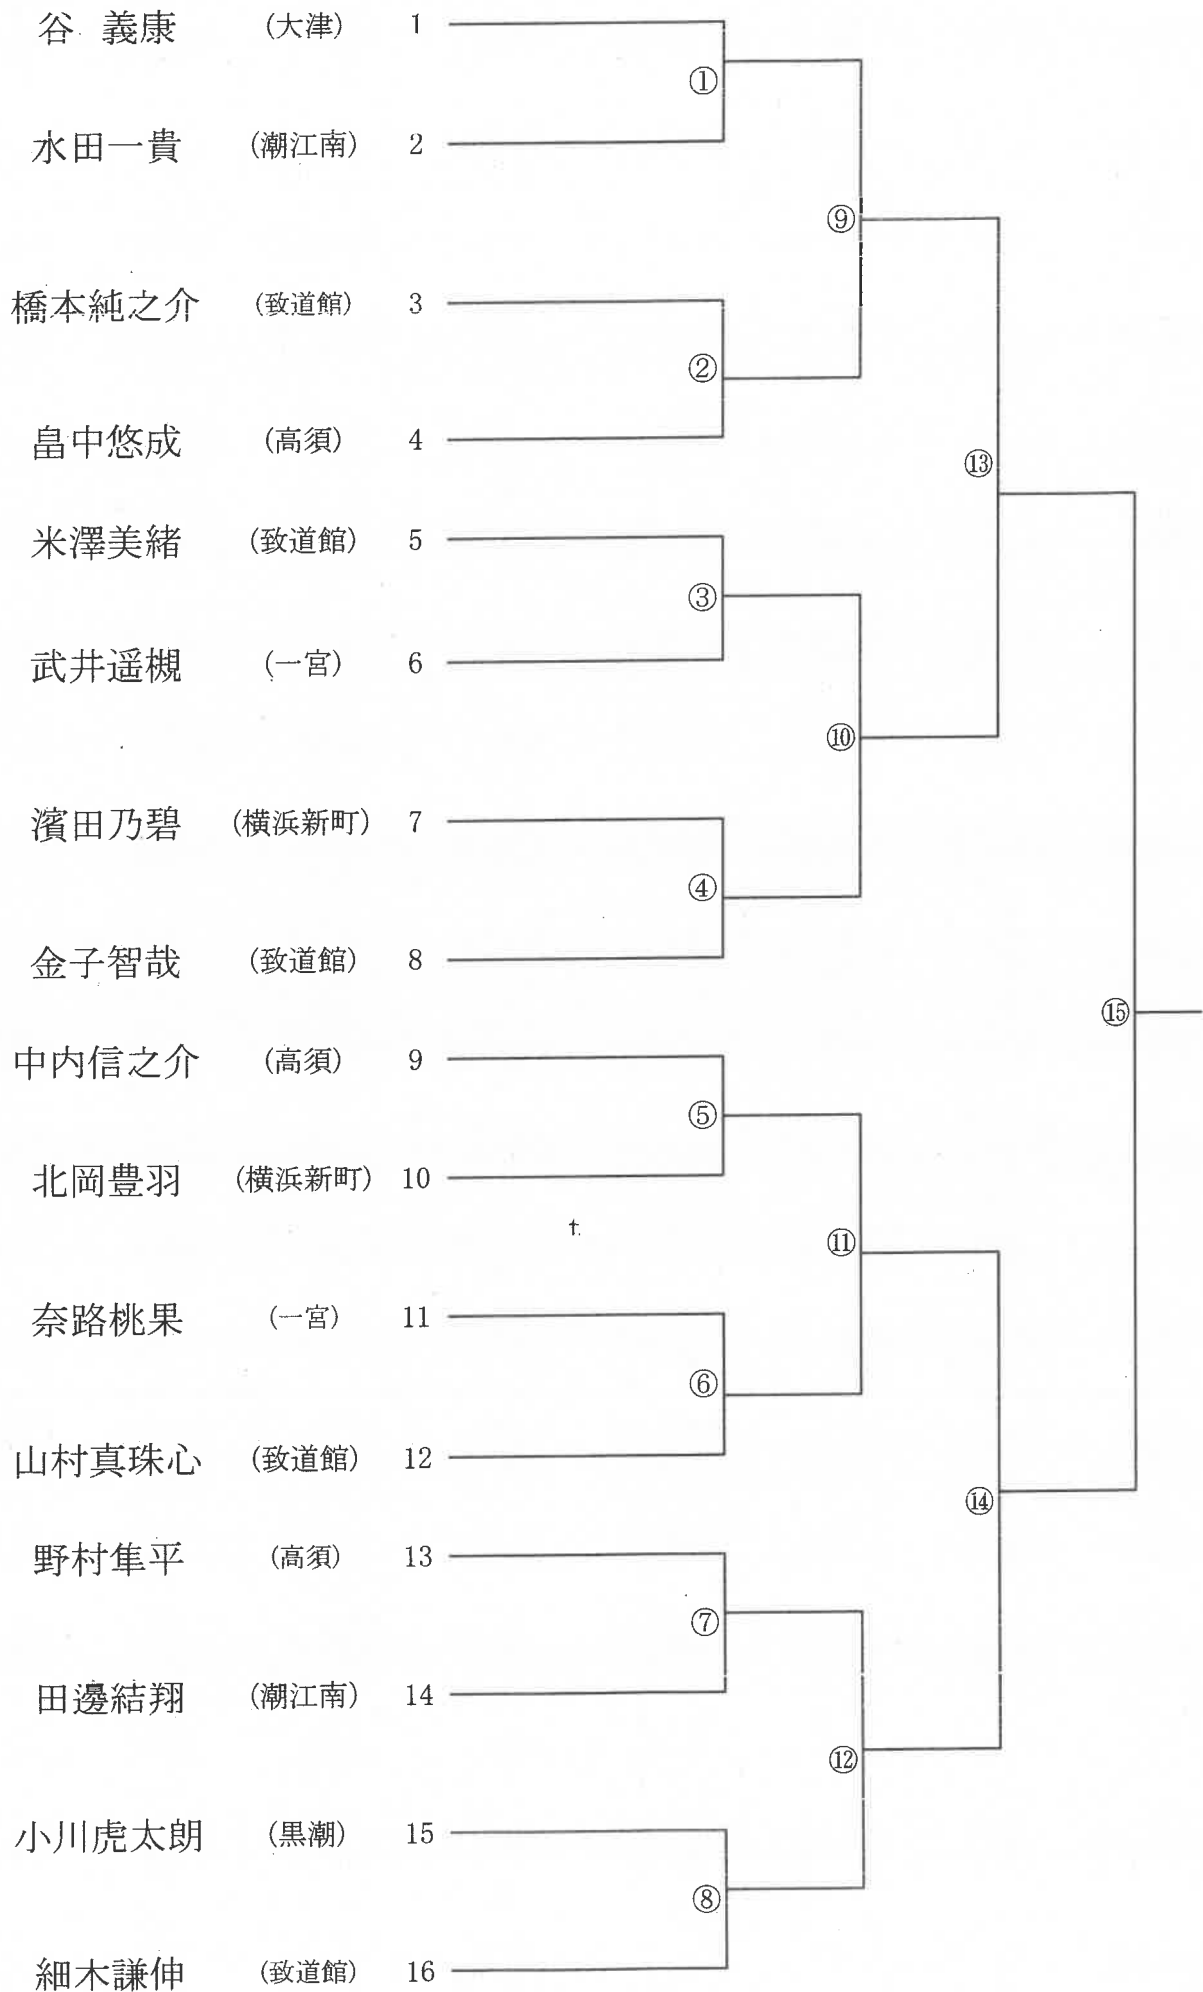 谷 義康 (大津) 1
①
水田一貴 (潮江南) 2
⑨
橋本純之介 (致道館) 3
②
畠中悠成 (高須) 4
⑬
米澤美緒 (致道館) 5
③
武井遥槻 (一宮) 6
⑩
濱田乃碧 (横浜新町) 7
④
金子智哉 (致道館) 8
⑮
中内信之介 (高須) 9
⑤
北岡豊羽 (横浜新町) 10
⑪
奈路桃果 (一宮) 11
⑥
山村真珠心 (致道館) 12
⑭
野村隼平 (高須) 13
⑦
田邊結翔 (潮江南) 14
⑫
小川虎太朗 (黒潮) 15
⑧
細木謙伸 (致道館) 16